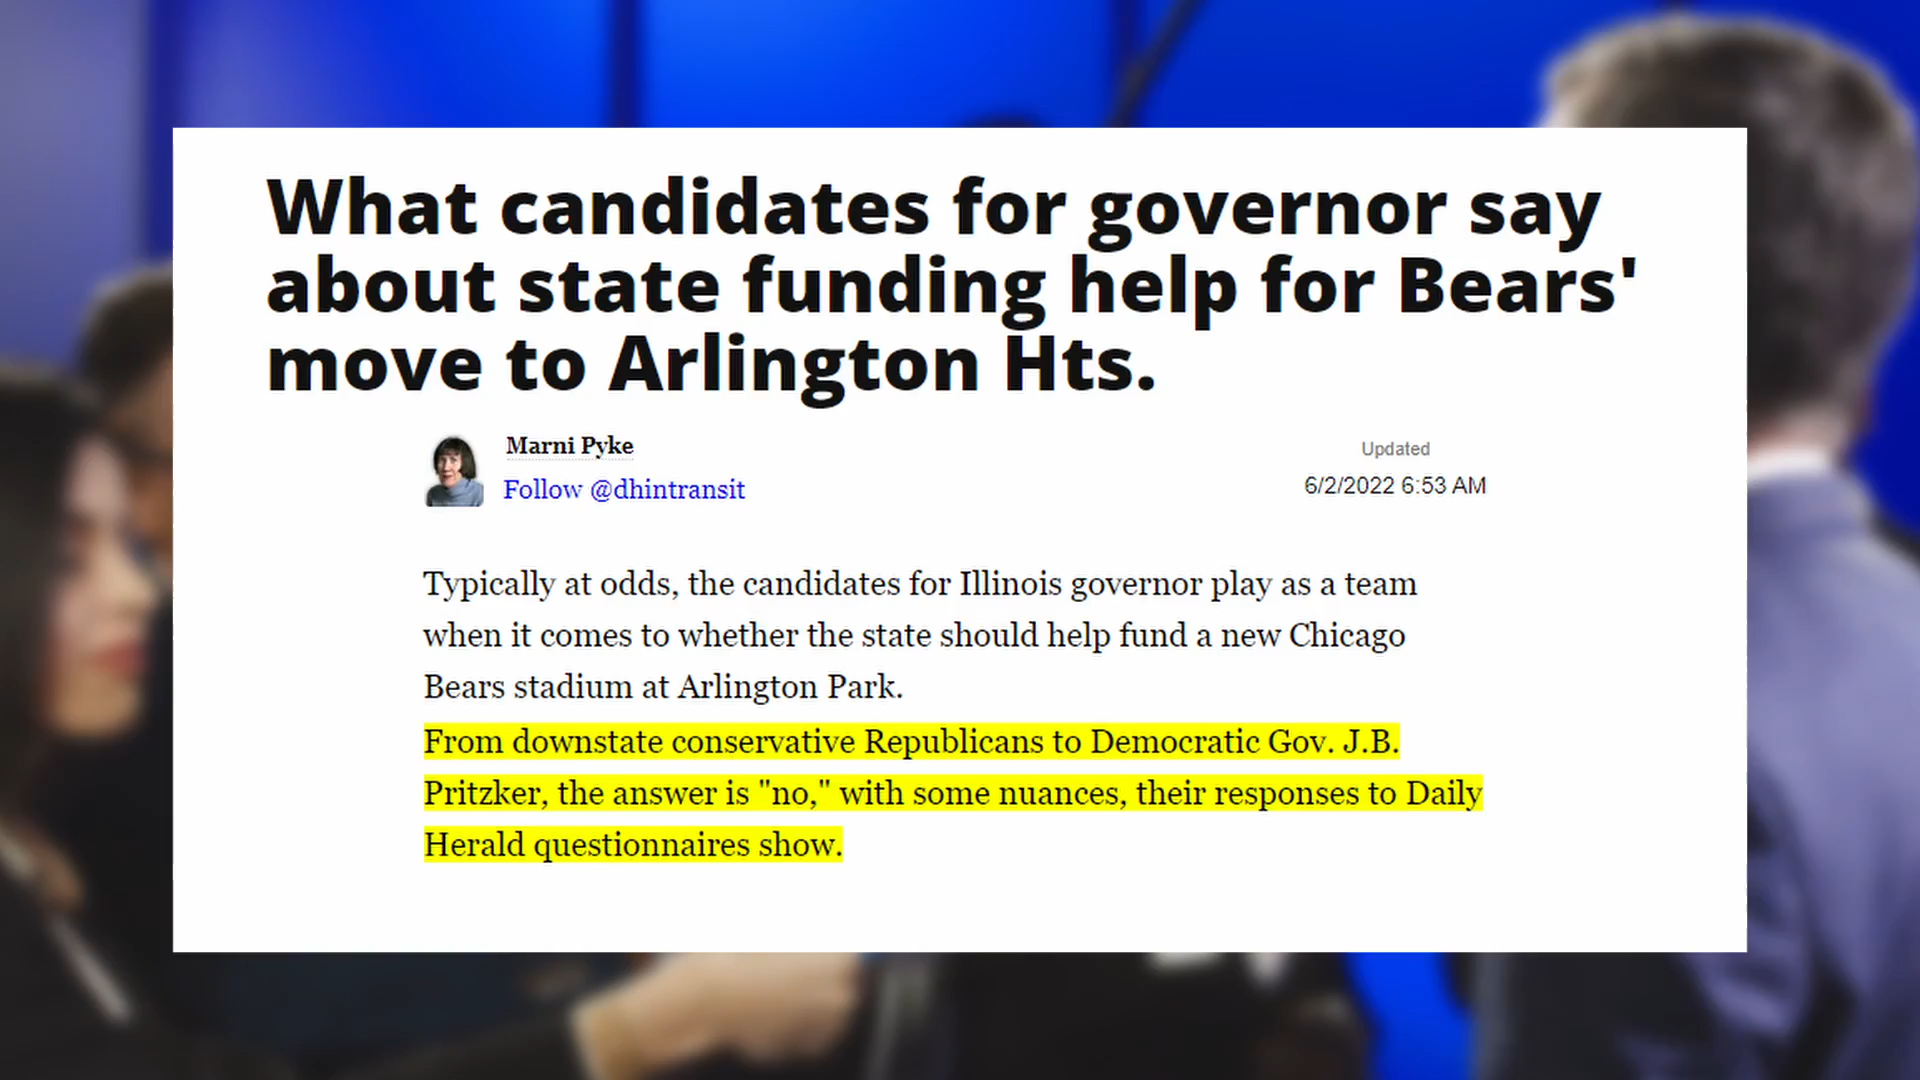 What candidates for governor say
about state funding help for Bears'
move to Arlington Hts.
Marni Pyke
Follow @dhintransit
Updated
6/2/2022 6:53 AM
Typically at odds, the candidates for Illinois governor play as a team
when it comes to whether the state should help fund a new Chicago
Bears stadium at Arlington Park.
From downstate conservative Republicans to Democratic Gov. J.B.
Pritzker, the answer is "no," with some nuances, their responses to Daily
Herald questionnaires show.